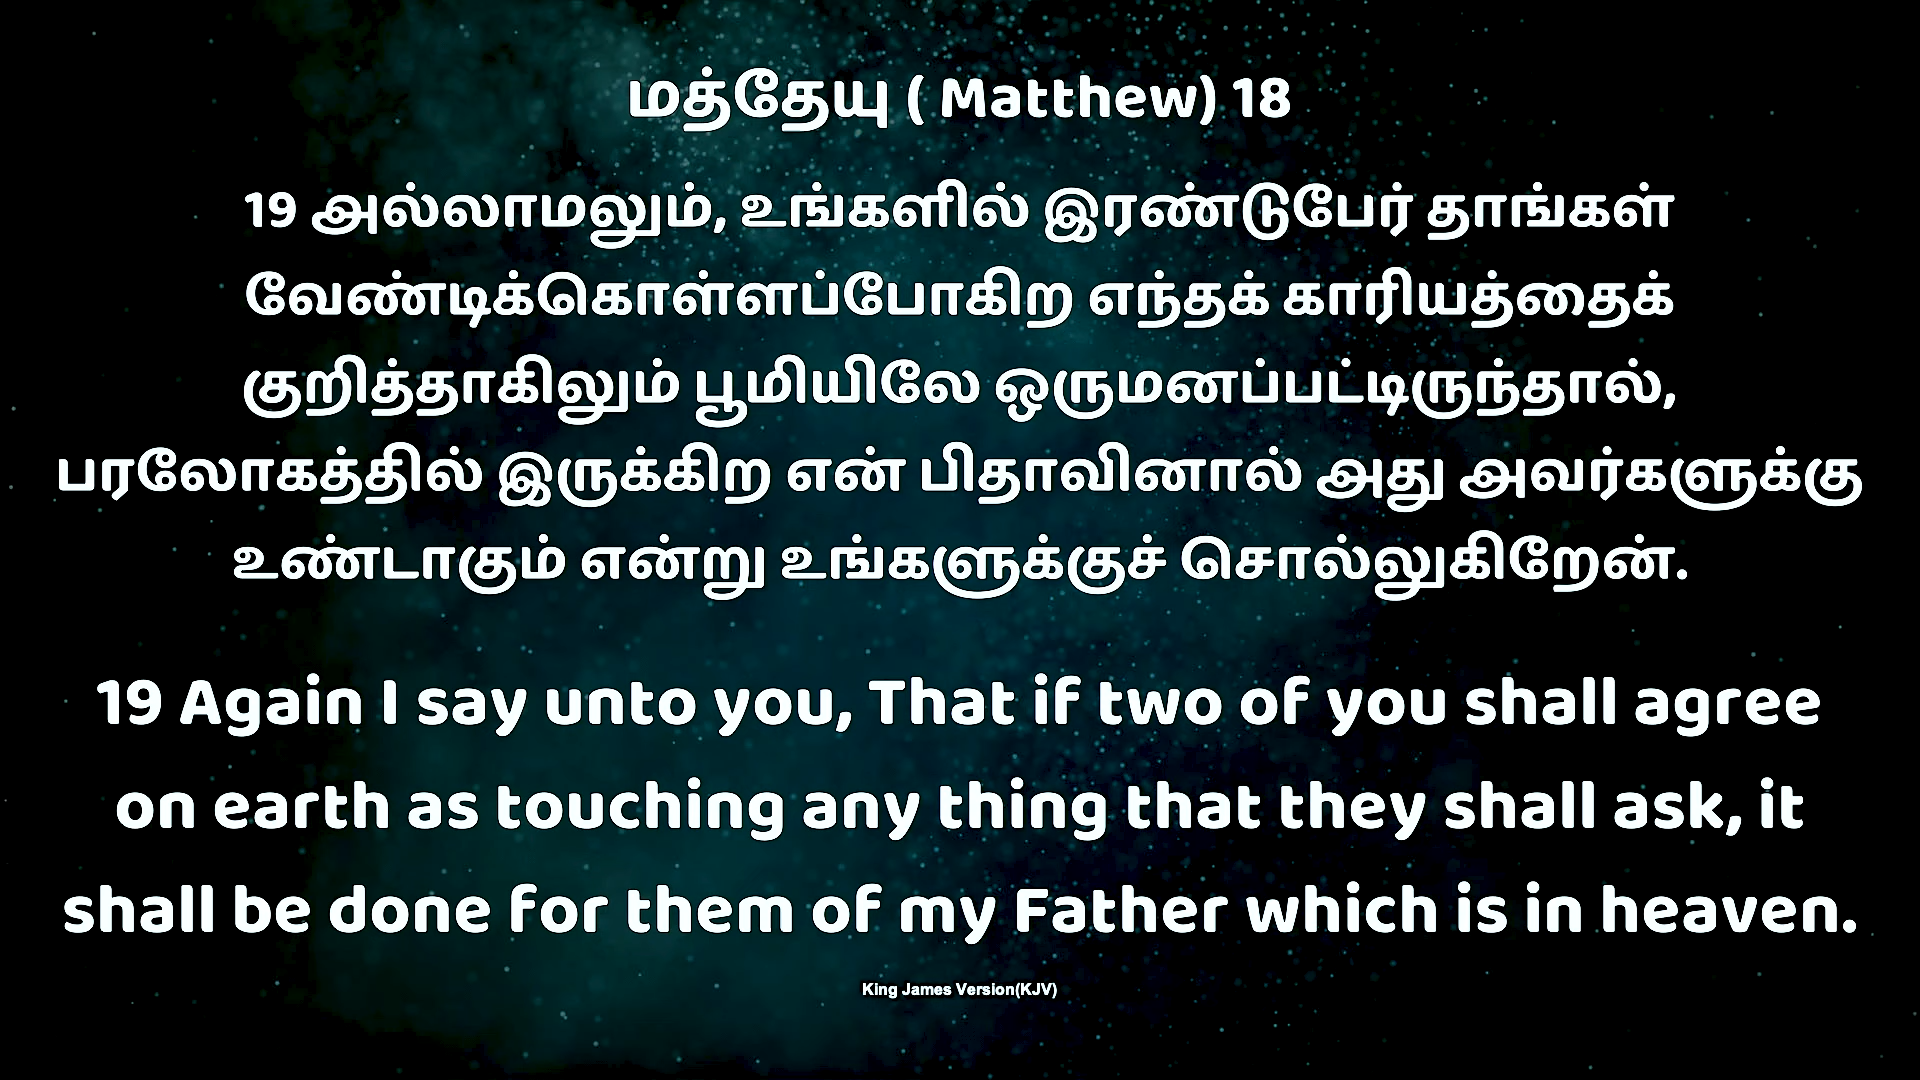 மத்தேயு ( Matthew) 18
19 அல்லாமலும், உங்களில் இரண்டுபேர் தாங்கள்
வேண்டிக்கொள்ளப்போகிற எந்தக் காரியத்தைக்
குறித்தாகிலும் பூமியிலே ஒருமனப்பட்டிருந்தால்,
பரலோகத்தில் இருக்கிற என் பிதாவினால் அது அவர்களுக்கு
உண்டாகும் என்று உங்களுக்குச் சொல்லுகிறேன்.
19 Again I say unto you, That if two of you shall agree
on earth as touching any thing that they shall ask, it
shall be done for them of my Father which is in heaven.
King James Version(KJV)